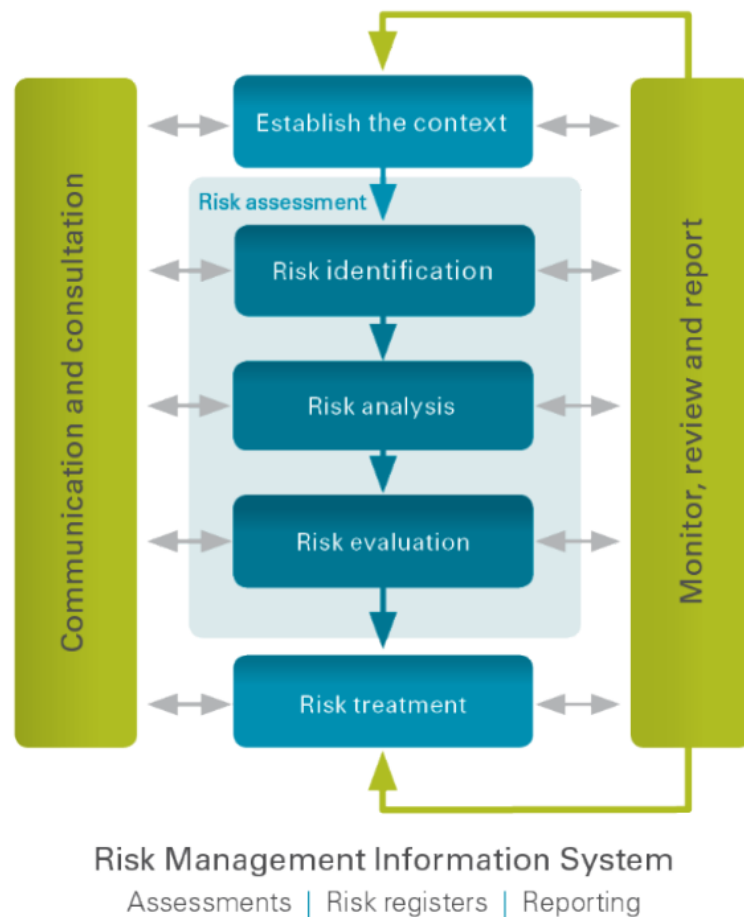 Establish the context
Risk assessment
Risk identification
Risk analysis
Risk evaluation
Risk treatment
Communication and consultation
Monitor, review and report
Risk Management Information System
Assessments | Risk registers | Reporting